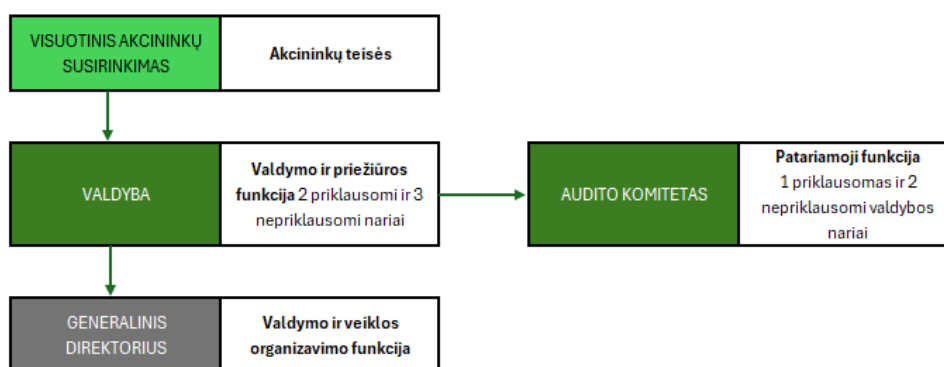 VISUOTINIS AKCININKŲ
SUSIRINKIMAS
Akcininkų teisės
VALDYBA
Valdymo ir priežiūros
funkcija 2 priklausomi ir 3
nepriklausomi nariai
AUDITO KOMITETAS
Patariamoji funkcija
1 priklausomas ir 2
nepriklausomi valdybos
nariai
GENERALINIS
DIREKTORIUS
Valdymo ir veiklos
organizavimo funkcija